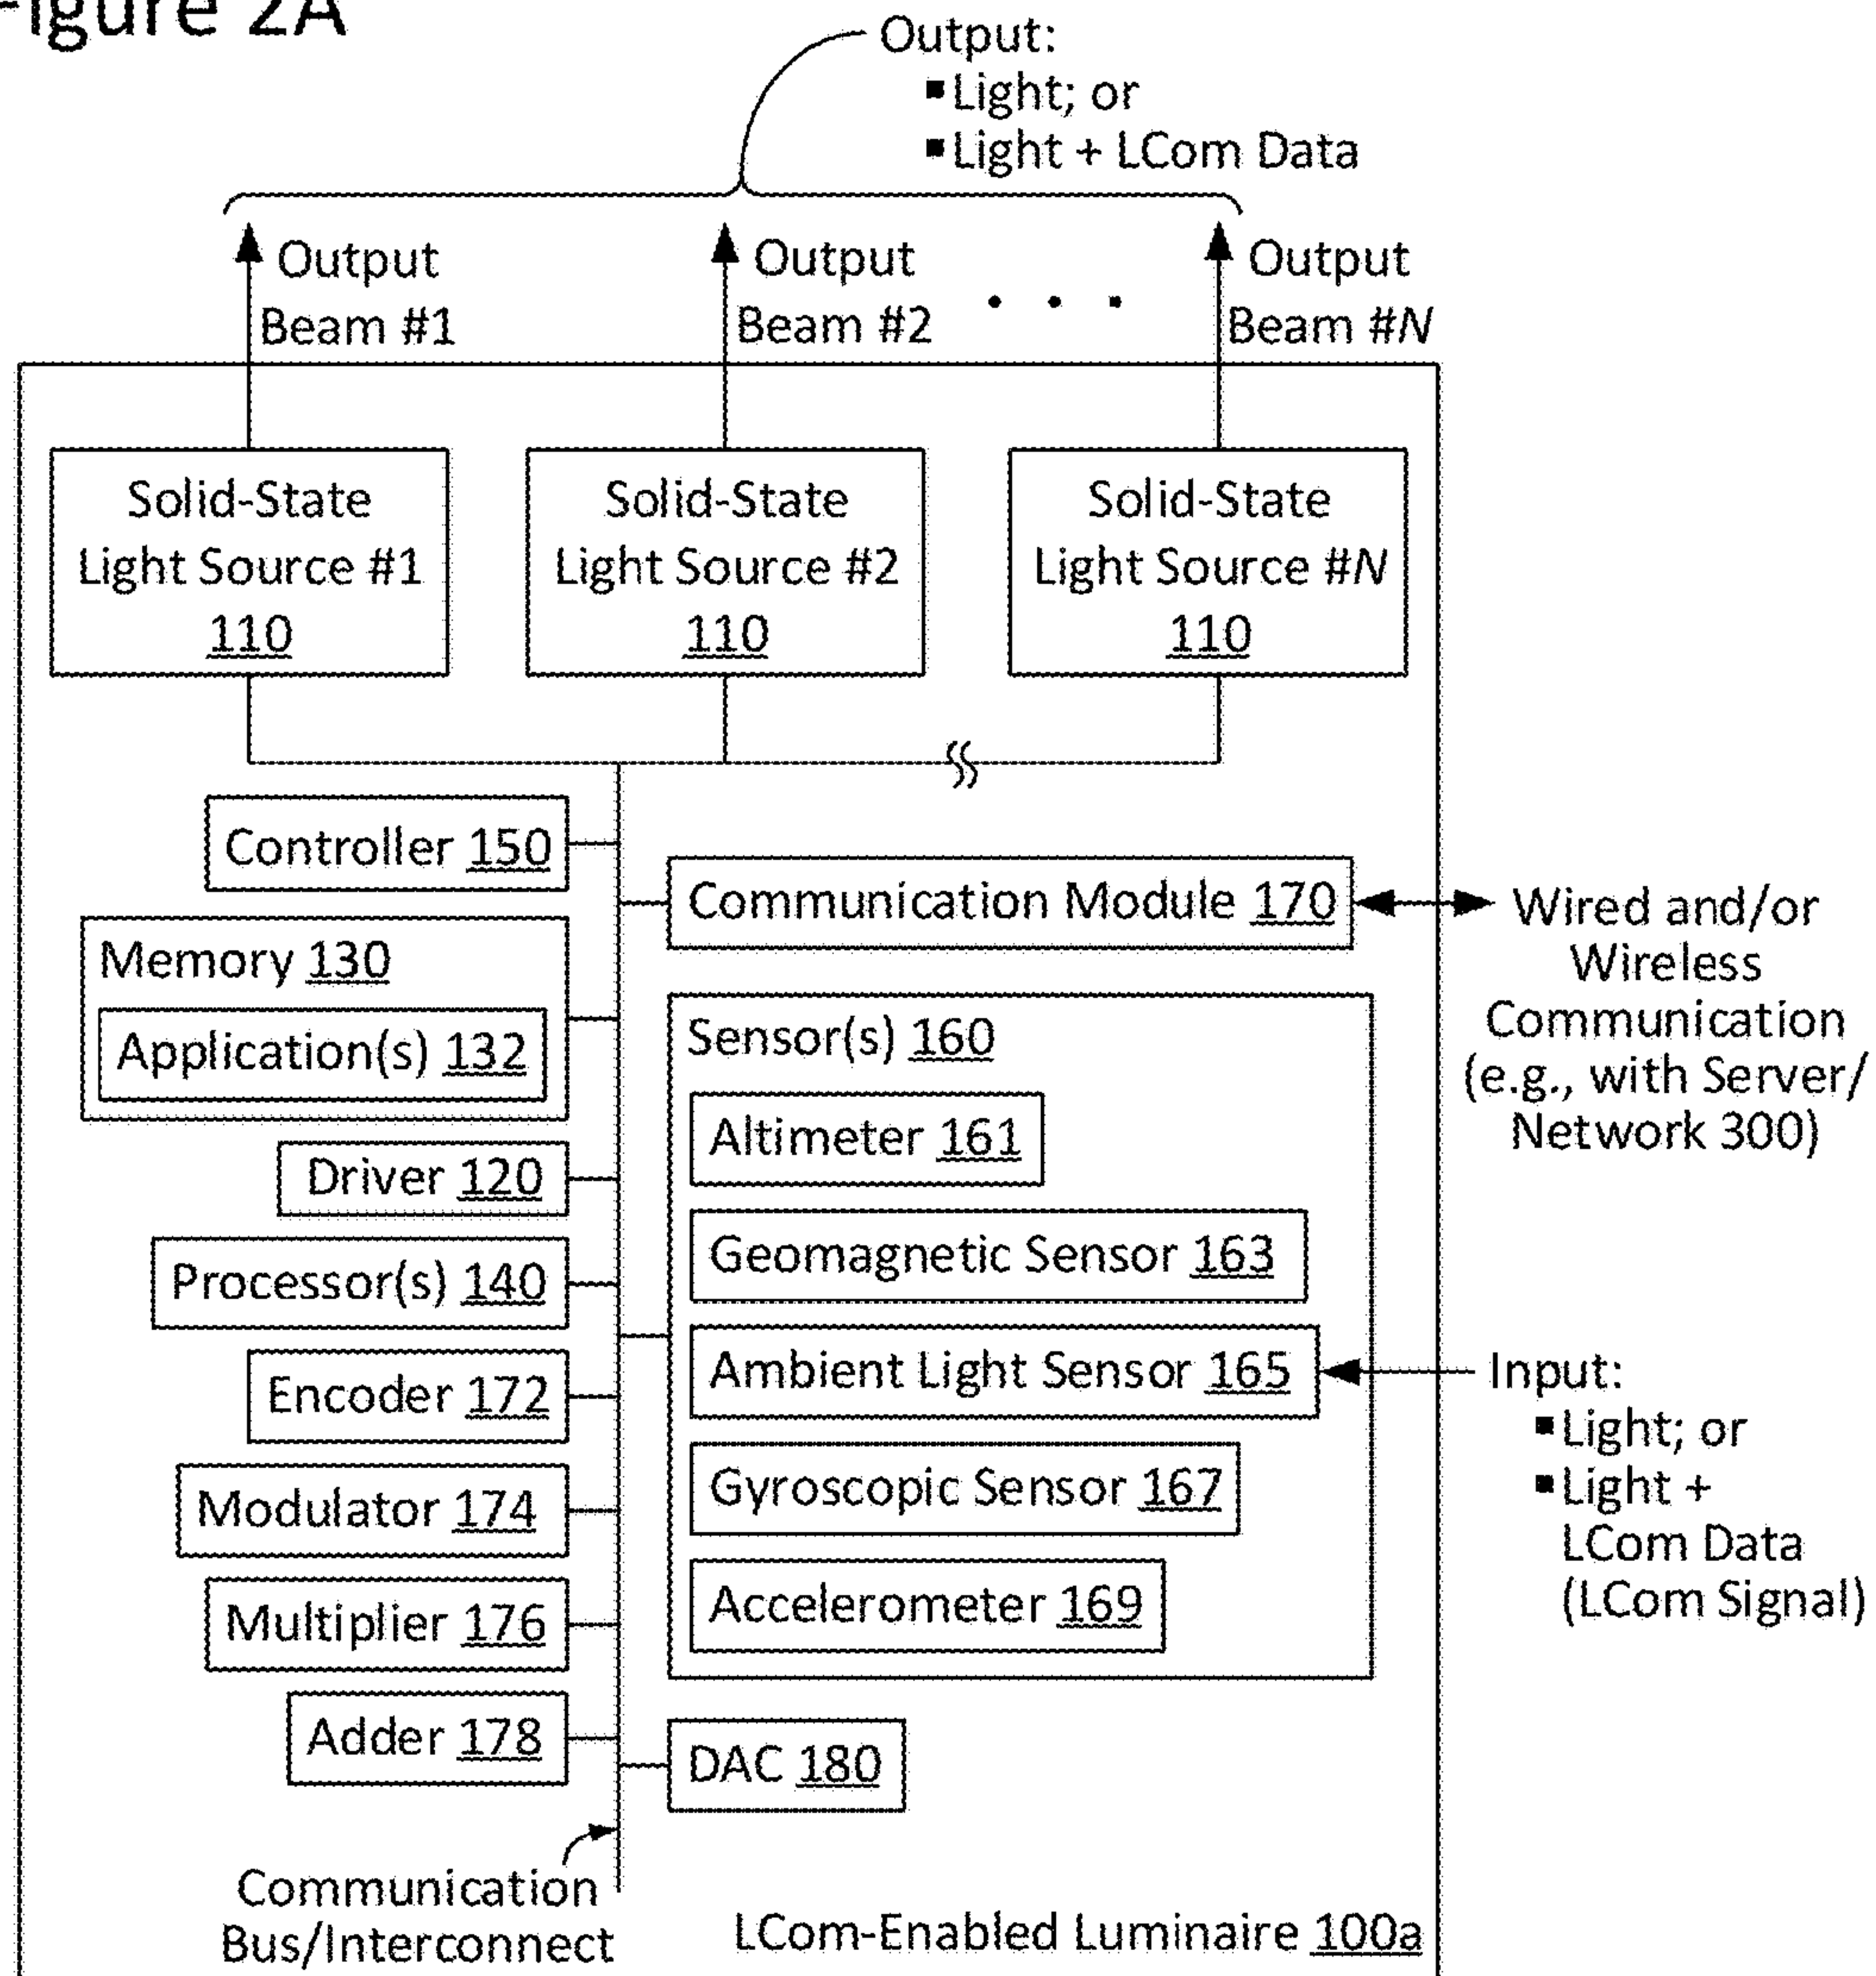 Figure 2A
Output:
▪Light; or
▪Light + LCom Data
Output
Beam #1
Output
Beam #2
. . .
Output
Beam #N
Solid-State
Light Source #1
110
Solid-State
Light Source #2
110
Solid-State
Light Source #N
110
Controller 150
Communication Module 170
Wired and/or
Wireless
Communication
(e.g., with Server/
Network 300)
Memory 130
Application(s) 132
Driver 120
Processor(s) 140
Encoder 172
Modulator 174
Multiplier 176
Adder 178
Sensor(s) 160
Altimeter 161
Geomagnetic Sensor 163
Ambient Light Sensor 165
Gyroscopic Sensor 167
Accelerometer 169
Input:
▪Light; or
▪Light +
LCom Data
(LCom Signal)
DAC 180
Communication
Bus/Interconnect
LCom-Enabled Luminaire 100a